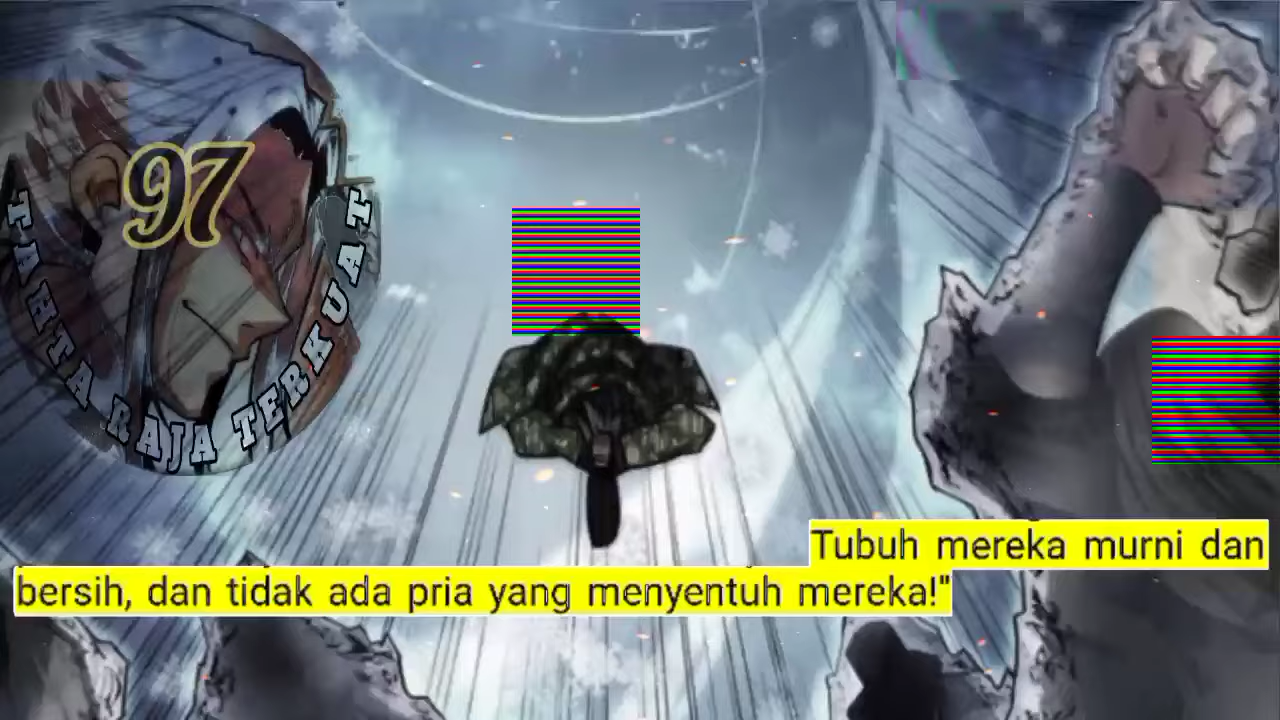 97
TAHTA RAJA TERKUAT
Tubuh mereka murni dan
bersih, dan tidak ada pria yang menyentuh mereka!"